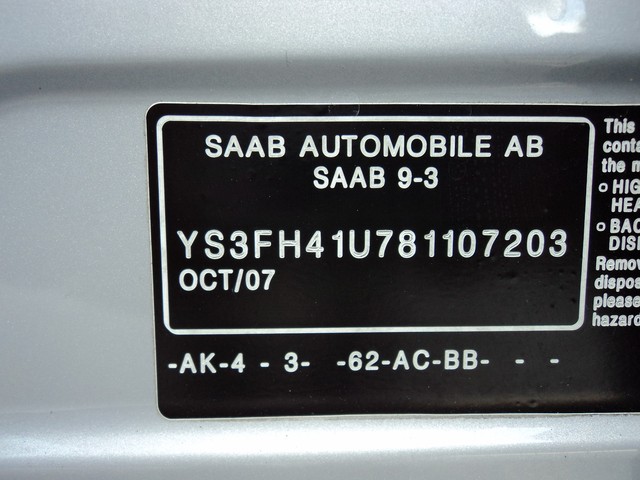 SAAB AUTOMOBILE AB
SAAB 9-3
YS3FH41U781107203
OCT/07
-AK-4 - 3- -62-AC-BB- - -
This
conta
the m
o HIG
HEA
o BAC
DISE
Remov
dispos
please
hazard